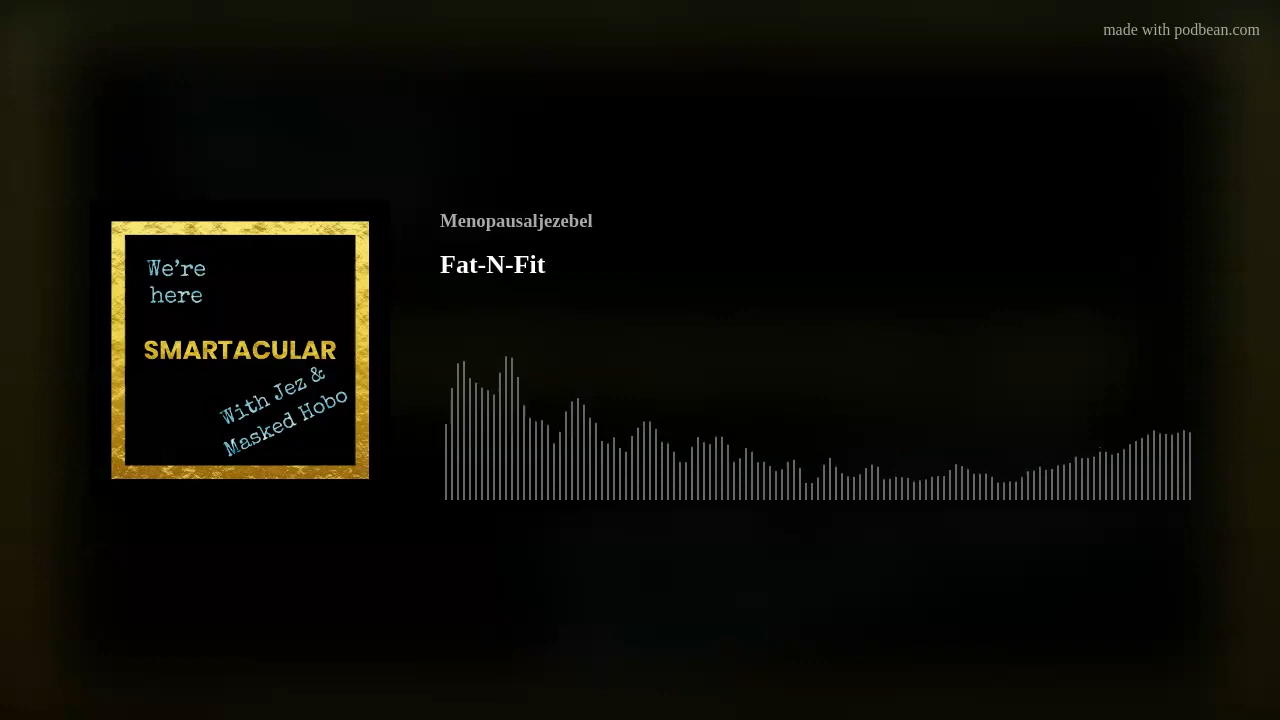 made with podbean.com
We're
here
SMARTACULAR
With Jez &
Masked Hobo
Menopausaljezebel
Fat-N-Fit